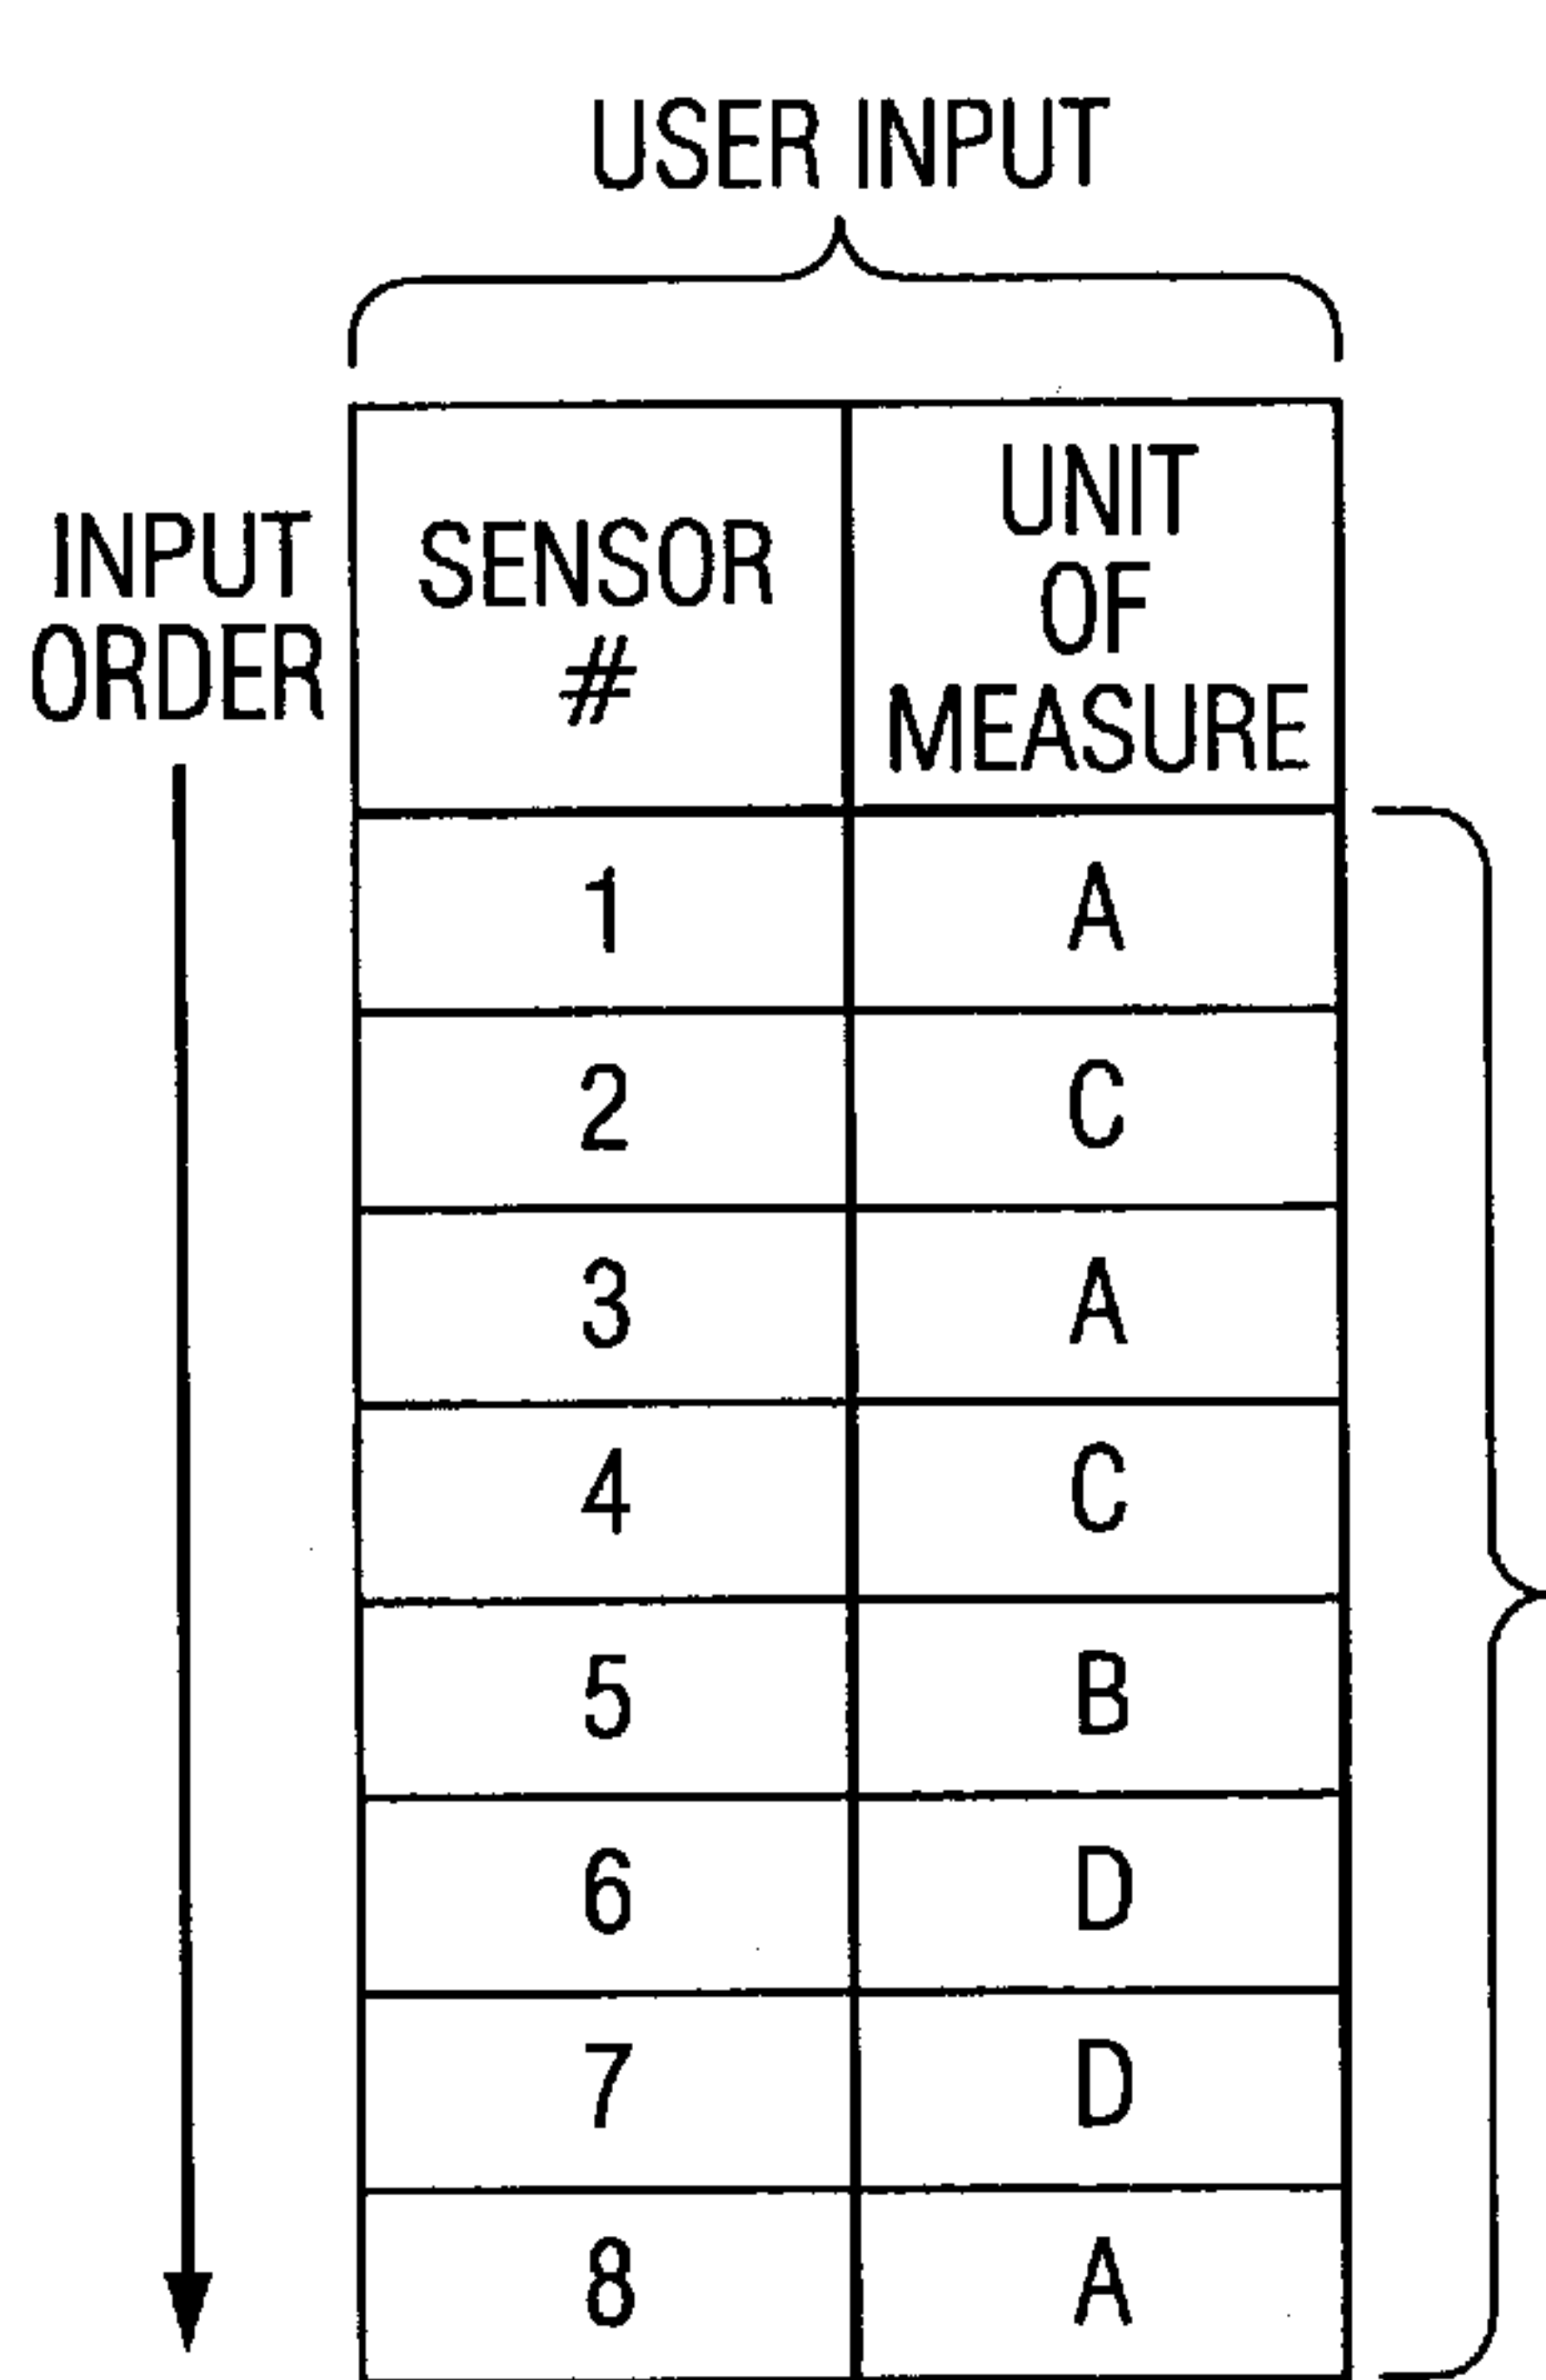 USER INPUT
INPUT
ORDER
SENSOR
#
UNIT
OF
MEASURE
1 A
2 C
3 A
4 C
5 B
6 D
7 D
8 A